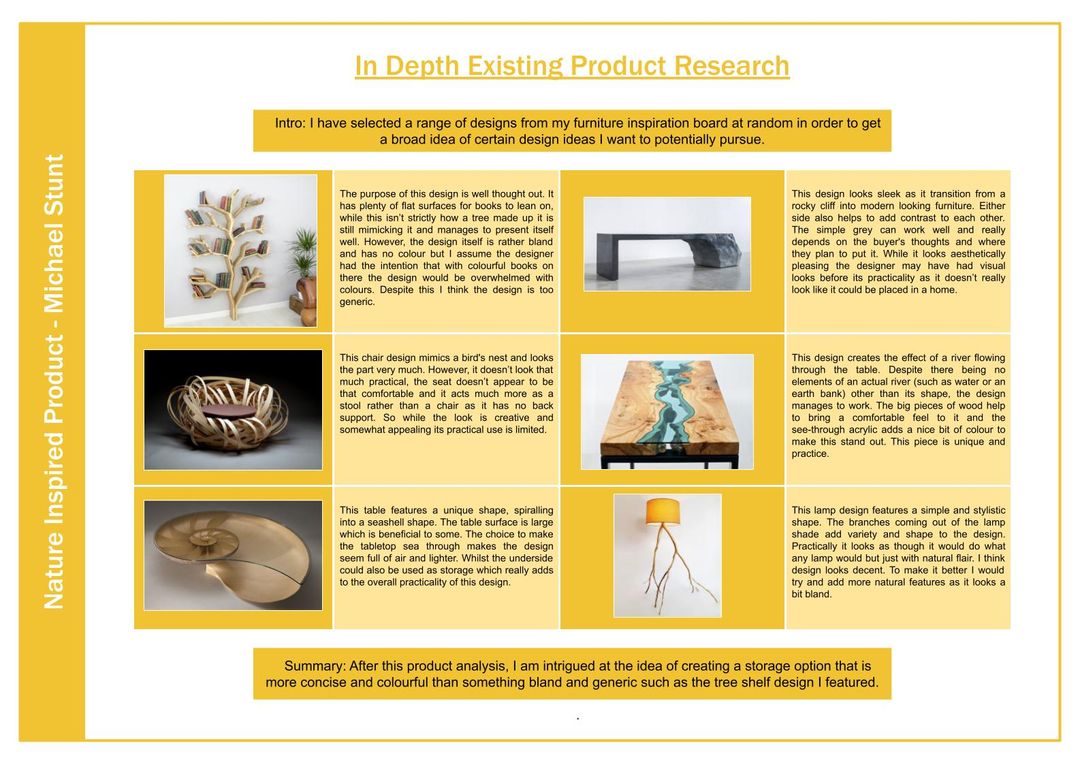 Nature Inspired Product - Michael Stunt
In Depth Existing Product Research
Intro: I have selected a range of designs from my furniture inspiration board at random in order to get
a broad idea of certain design ideas I want to potentially pursue.
The purpose of this design is well thought out. It
has plenty of flat surfaces for books to lean on,
while this isn't strictly how a tree made up it is
still mimicking it and manages to present itself
well. However, the design itself is rather bland
and has no colour but I assume the designer
had the intention that with colourful books on
there the design would be overwhelmed with
colours. Despite this I think the design is too
generic.
This design looks sleek as it transition from a
rocky cliff into modern looking furniture. Either
side also helps to add contrast to each other.
The simple grey can work well and really
depends on the buyer's thoughts and where
they plan to put it. While it looks aesthetically
pleasing the designer may have had visual
looks before its practicality as it doesn't really
look like it could be placed in a home.
This chair design mimics a bird's nest and looks
the part very much. However, it doesn't look that
much practical, the seat doesn't appear to be
that comfortable and it acts much more as a
stool rather than a chair as it has no back
support. So while the look is creative and
somewhat appealing its practical use is limited.
This design creates the effect of a river flowing
through the table. Despite there being no
elements of an actual river (such as water or an
earth bank) other than its shape, the design
manages to work. The big pieces of wood help
to bring a comfortable feel to it and the
see-through acrylic adds a nice bit of colour to
make this stand out. This piece is unique and
practice.
This table features a unique shape, spiralling
into a seashell shape. The table surface is large
which is beneficial to some. The choice to make
the tabletop sea through makes the design
seem full of air and lighter. Whilst the underside
could also be used as storage which really adds
to the overall practicality of this design.
This lamp design features a simple and stylistic
shape. The branches coming out of the lamp
shade add variety and shape to the design.
Practically it looks as though it would do what
any lamp would but just with natural flair. I think
design looks decent. To make it better I would
try and add more natural features as it looks a
bit bland.
Summary: After this product analysis, I am intrigued at the idea of creating a storage option that is
more concise and colourful than something bland and generic such as the tree shelf design I featured.
.